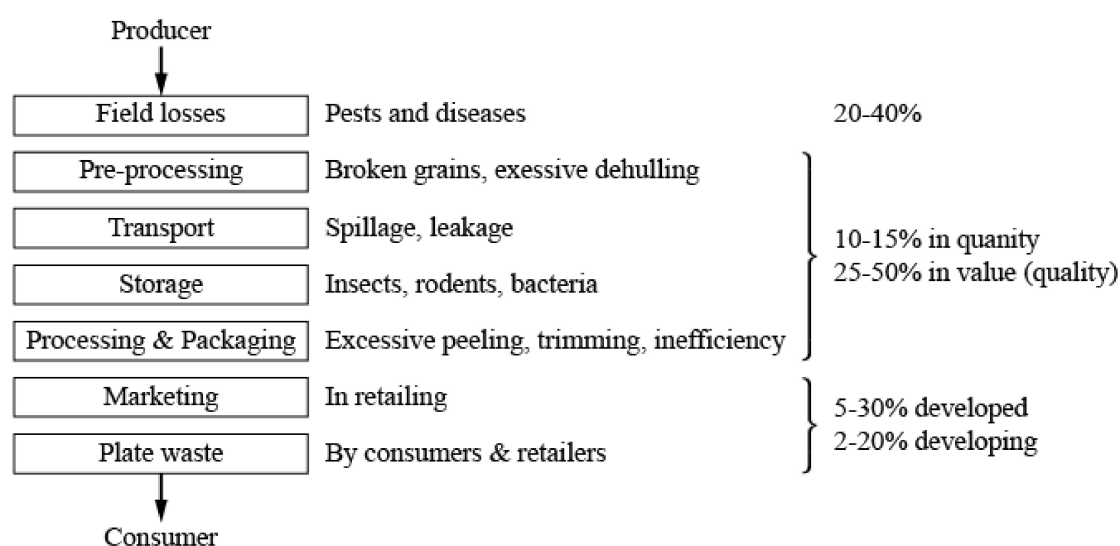 Producer
Field losses Pests and diseases 20-40%
Pre-processing Broken grains, exessive dehulling
Transport Spillage, leakage
10-15% in quanity
25-50% in value (quality)
Storage Insects, rodents, bacteria
Processing & Packaging Excessive peeling, trimming, inefficiency
Marketing In retailing
5-30% developed
2-20% developing
Plate waste By consumers & retailers
Consumer